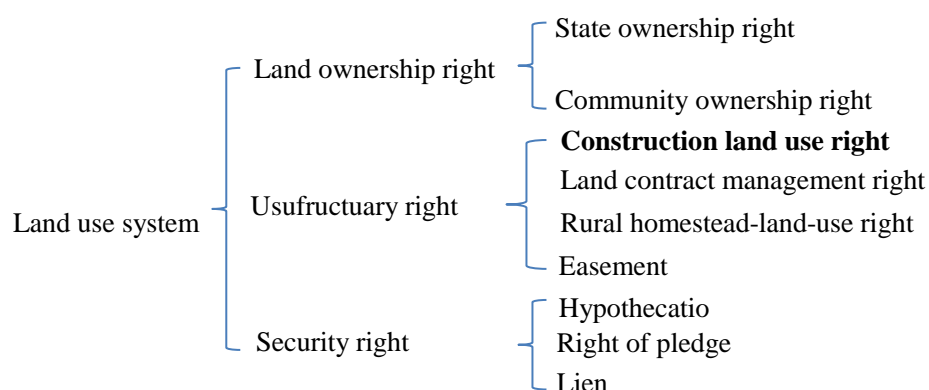 State ownership right
Land ownership right
Community ownership right
Construction land use right
Land contract management right
Usufructuary right
Land use system
Rural homestead-land-use right
Easement
Hypothecatio
Security right
Right of pledge
Lien